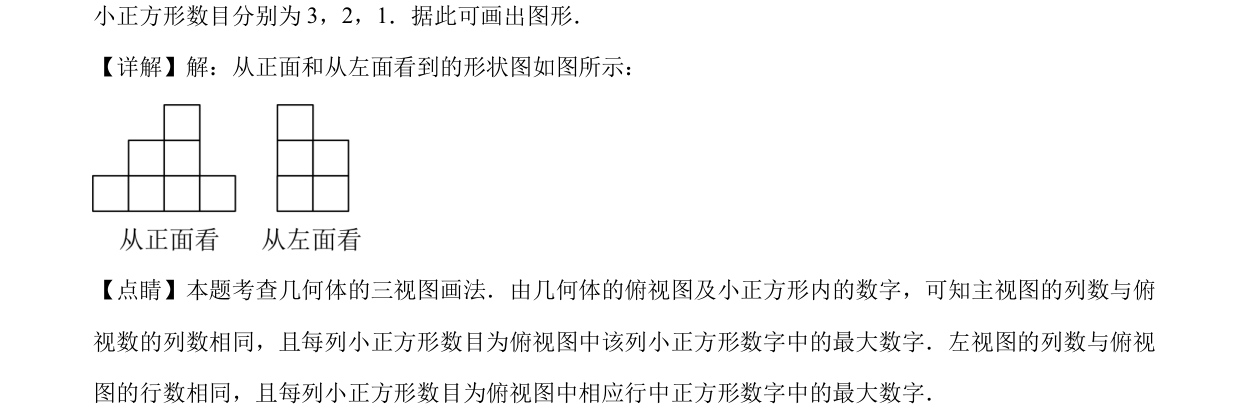 小正方形数目分别为 3，2，1．据此可画出图形．
【详解】解：从正面和从左面看到的形状图如图所示：
从正面看 从左面看
【点睛】本题考查几何体的三视图画法．由几何体的俯视图及小正方形内的数字，可知主视图的列数与俯
视数的列数相同，且每列小正方形数目为俯视图中该列小正方形数字中的最大数字．左视图的列数与俯视
图的行数相同，且每列小正方形数目为俯视图中相应行中正方形数字中的最大数字．